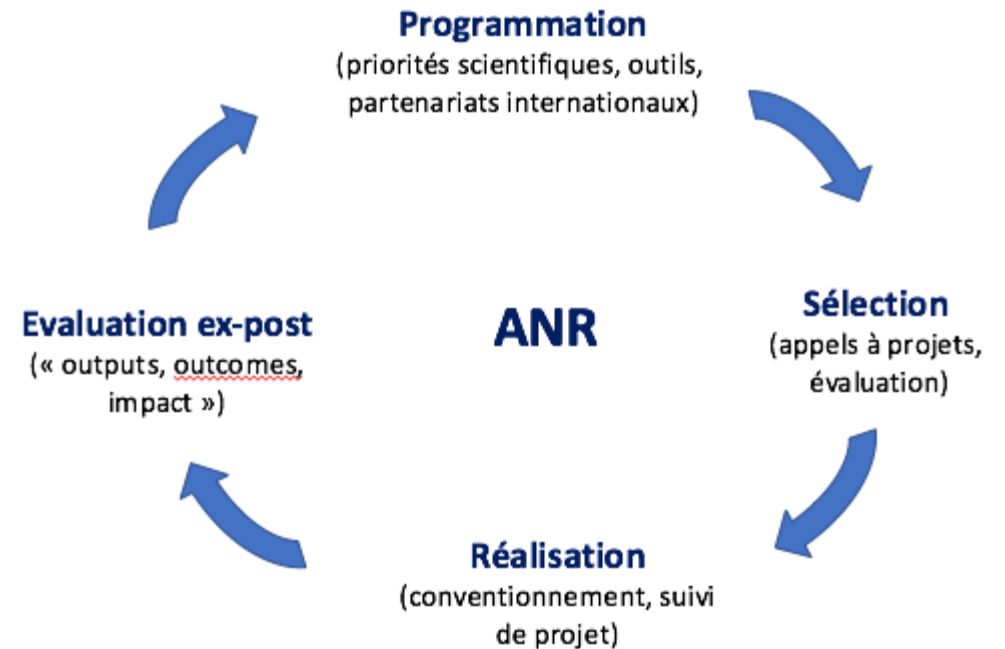 Programmation
(priorités scientifiques, outils,
partenariats internationaux)
Sélection
(appels à projets,
évaluation)
ANR
Evaluation ex-post
(« outputs, outcomes,
impact »)
Réalisation
(conventionnement, suivi
de projet)